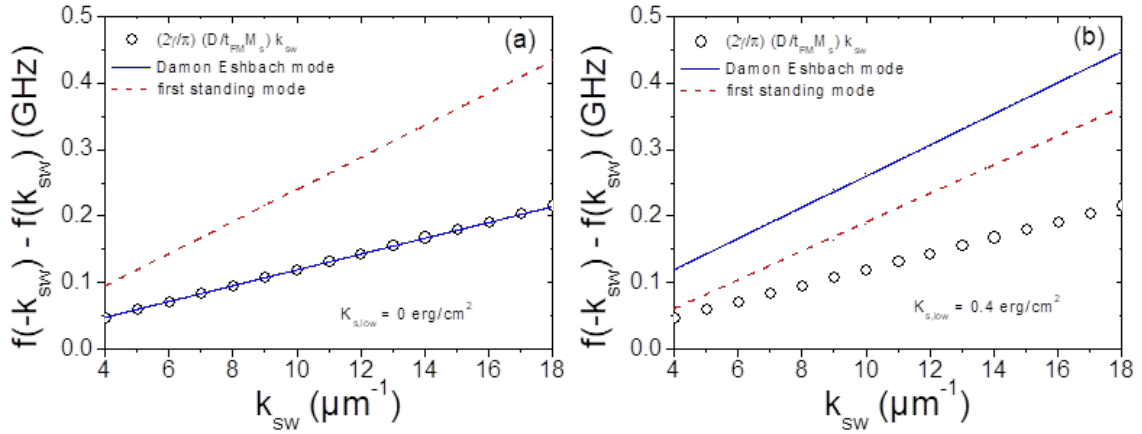 (a)
(2γ/π) (D/t_FM M_s) k_sw
Damon Eshbach mode
first standing mode
0.5
0.4
0.3
0.2
0.1
0.0
f(-k_sw) - f(k_sw) (GHz)
K_s,low = 0 erg/cm²
4 6 8 10 12 14 16 18
k_sw (µm⁻¹)
(b)
(2γ/π) (D/t_FM M_s) k_sw
Damon Eshbach mode
first standing mode
0.5
0.4
0.3
0.2
0.1
0.0
f(-k_sw) - f(k_sw) (GHz)
K_s,low = 0.4 erg/cm²
4 6 8 10 12 14 16 18
k_sw (µm⁻¹)